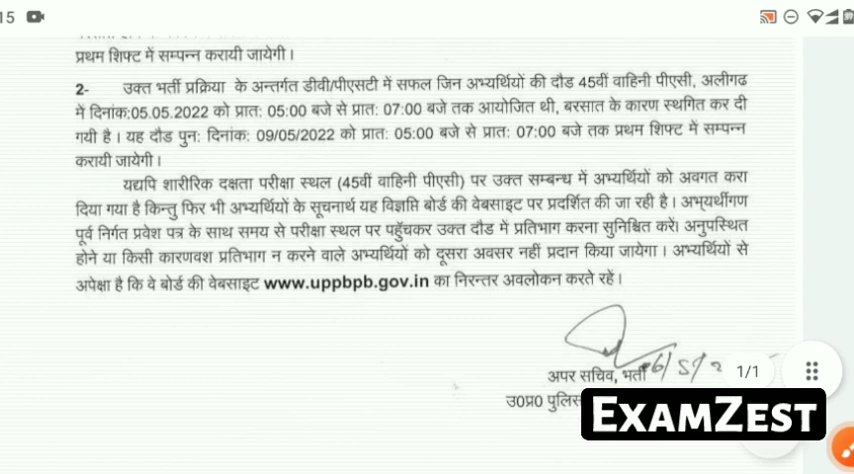 15
प्रथम शिफ्ट में सम्पन्न करायी जायेगी।
2- उक्त भर्ती प्रक्रिया के अन्तर्गत डीवी/पीएसटी में सफल जिन अभ्यर्थियों की दौड 45वीं वाहिनी पीएसी, अलीगढ
में दिनांक:05.05.2022 को प्रात: 05:00 बजे से प्रात: 07:00 बजे तक आयोजित थी, बरसात के कारण स्थगित कर दी
गयी है। यह दौड पुन: दिनांक: 09/05/2022 को प्रात: 05:00 बजे से प्रात: 07:00 बजे तक प्रथम शिफ्ट में सम्पन्न
करायी जायेगी।
यद्यपि शारीरिक दक्षता परीक्षा स्थल (45वीं वाहिनी पीएसी) पर उक्त सम्बन्ध में अभ्यर्थियों को अवगत करा
दिया गया है किन्तु फिर भी अभ्यर्थियों के सूचनार्थ यह विज्ञप्ति बोर्ड की वेबसाइट पर प्रदर्शित की जा रही है। अभ्यर्थीगण
पूर्व निर्गत प्रवेश पत्र के साथ समय से परीक्षा स्थल पर पहुँचकर उक्त दौड में प्रतिभाग करना सुनिश्चित करें। अनुपस्थित
होने या किसी कारणवश प्रतिभाग न करने वाले अभ्यर्थियों को दूसरा अवसर नहीं प्रदान किया जायेगा। अभ्यर्थियों से
अपेक्षा है कि वे बोर्ड की वेबसाइट www.uppbpb.gov.in का निरन्तर अवलोकन करते रहें।
अपर सचिव, भर्ती
1/1
उ0प्र0 पुलिस
EXAMZEST